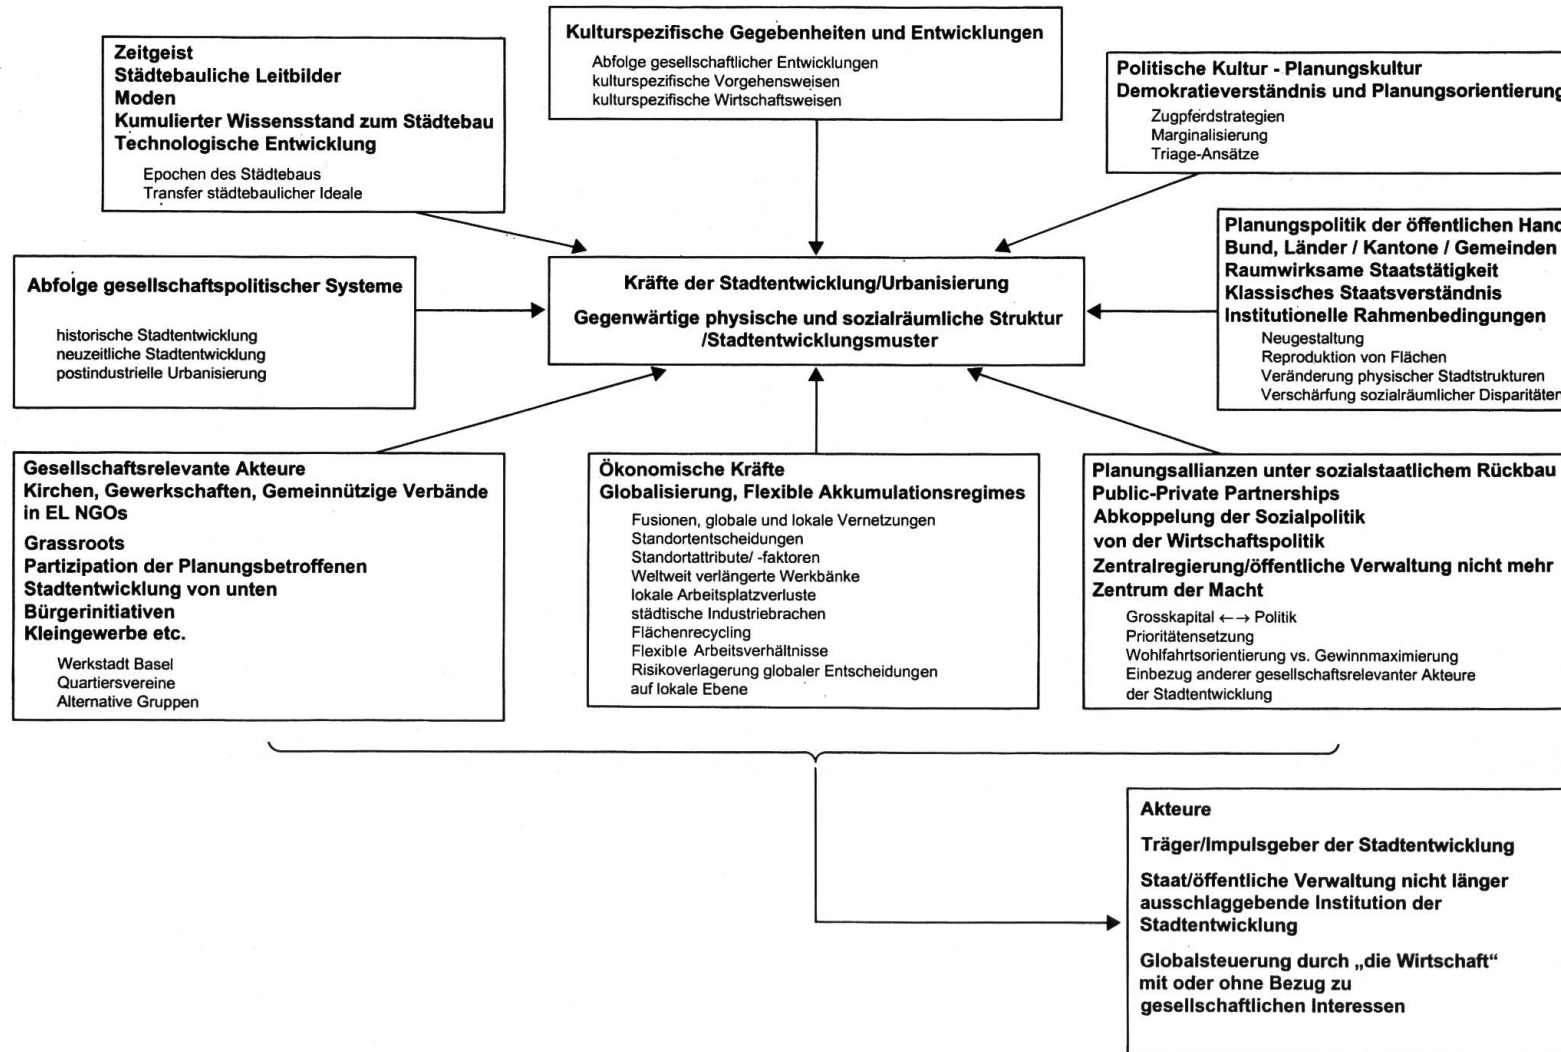 Kulturspezifische Gegebenheiten und Entwicklungen
Abfolge gesellschaftlicher Entwicklungen
kulturspezifische Vorgehensweisen
kulturspezifische Wirtschaftsweisen
Zeitgeist
Städtebauliche Leitbilder
Moden
Kumulierter Wissensstand zum Städtebau
Technologische Entwicklung
Epochen des Städtebaus
Transfer städtebaulicher Ideale
Politische Kultur - Planungskultur
Demokratieverständnis und Planungsorientierung
Zugpferdstrategien
Marginalisierung
Triage-Ansätze
Abfolge gesellschaftspolitischer Systeme
historische Stadtentwicklung
neuzeitliche Stadtentwicklung
postindustrielle Urbanisierung
Kräfte der Stadtentwicklung/Urbanisierung
Gegenwärtige physische und sozialräumliche Struktur
/Stadtentwicklungsmuster
Planungspolitik der öffentlichen Hand
Bund, Länder / Kantone / Gemeinden
Raumwirksame Staatstätigkeit
Klassisches Staatsverständnis
Institutionelle Rahmenbedingungen
Neugestaltung
Reproduktion von Flächen
Veränderung physischer Stadtstrukturen
Verschärfung sozialräumlicher Disparitäten
Gesellschaftsrelevante Akteure
Kirchen, Gewerkschaften, Gemeinnützige Verbände
in EL NGOs
Grassroots
Partizipation der Planungsbetroffenen
Stadtentwicklung von unten
Bürgerinitiativen
Kleingewerbe etc.
Werkstadt Basel
Quartiersvereine
Alternative Gruppen
Ökonomische Kräfte
Globalisierung, Flexible Akkumulationsregimes
Fusionen, globale und lokale Vernetzungen
Standortentscheidungen
Standortattribute/ -faktoren
Weltweit verlängerte Werkbänke
lokale Arbeitsplatzverluste
städtische Industriebrachen
Flächenrecycling
Flexible Arbeitsverhältnisse
Risikoverlagerung globaler Entscheidungen
auf lokale Ebene
Planungsallianzen unter sozialstaatlichem Rückbau
Public-Private Partnerships
Abkoppelung der Sozialpolitik
von der Wirtschaftspolitik
Zentralregierung/öffentliche Verwaltung nicht mehr
Zentrum der Macht
Grosskapital ←→ Politik
Prioritätensetzung
Wohlfahrtsorientierung vs. Gewinnmaximierung
Einbezug anderer gesellschaftsrelevanter Akteure
der Stadtentwicklung
Akteure
Träger/Impulsgeber der Stadtentwicklung
Staat/öffentliche Verwaltung nicht länger
ausschlaggebende Institution der
Stadtentwicklung
Globalsteuerung durch „die Wirtschaft“
mit oder ohne Bezug zu
gesellschaftlichen Interessen